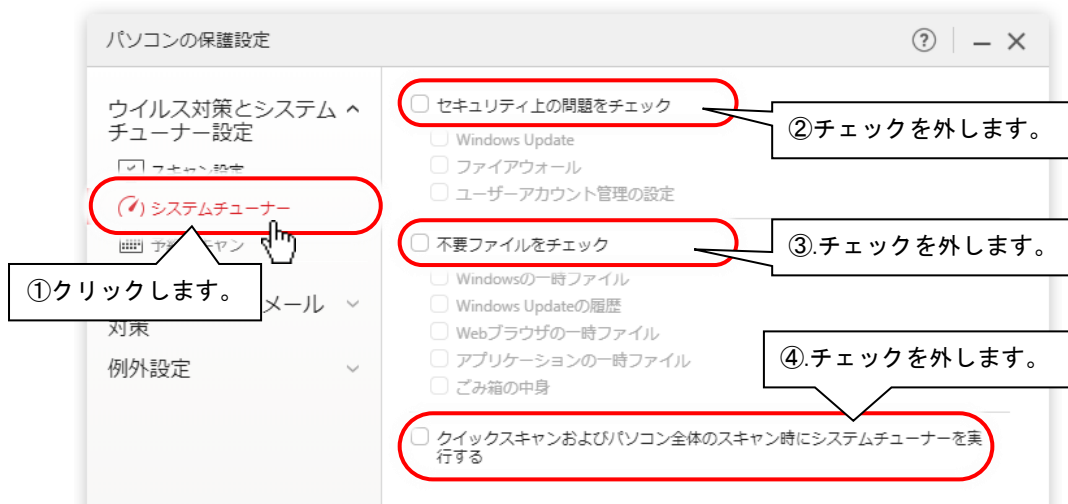 パソコンの保護設定
ウイルス対策とシステム
チューナー設定
スキャン設定
システムチューナー
①クリックします。
メール
対策
例外設定
セキュリティ上の問題をチェック
Windows Update
ファイアウォール
ユーザーアカウント管理の設定
②チェックを外します。
不要ファイルをチェック
③.チェックを外します。
Windowsの一時ファイル
Windows Updateの履歴
Webブラウザの一時ファイル
アプリケーションの一時ファイル
ごみ箱の中身
④.チェックを外します。
クイックスキャンおよびパソコン全体のスキャン時にシステムチューナーを実
行する